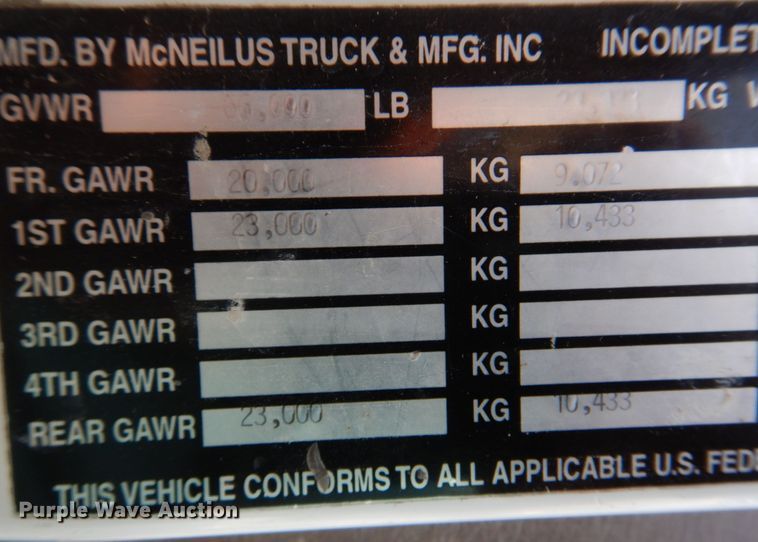 MFD. BY McNEILUS TRUCK & MFG. INC INCOMPLET
GVWR LB KG
FR. GAWR 20,000 KG 9,072
1ST GAWR 23,000 KG 10,433
2ND GAWR KG
3RD GAWR KG
4TH GAWR KG
REAR GAWR 23,000 KG 10,433
THIS VEHICLE CONFORMS TO ALL APPLICABLE U.S. FEDE
Purple Wave Auction